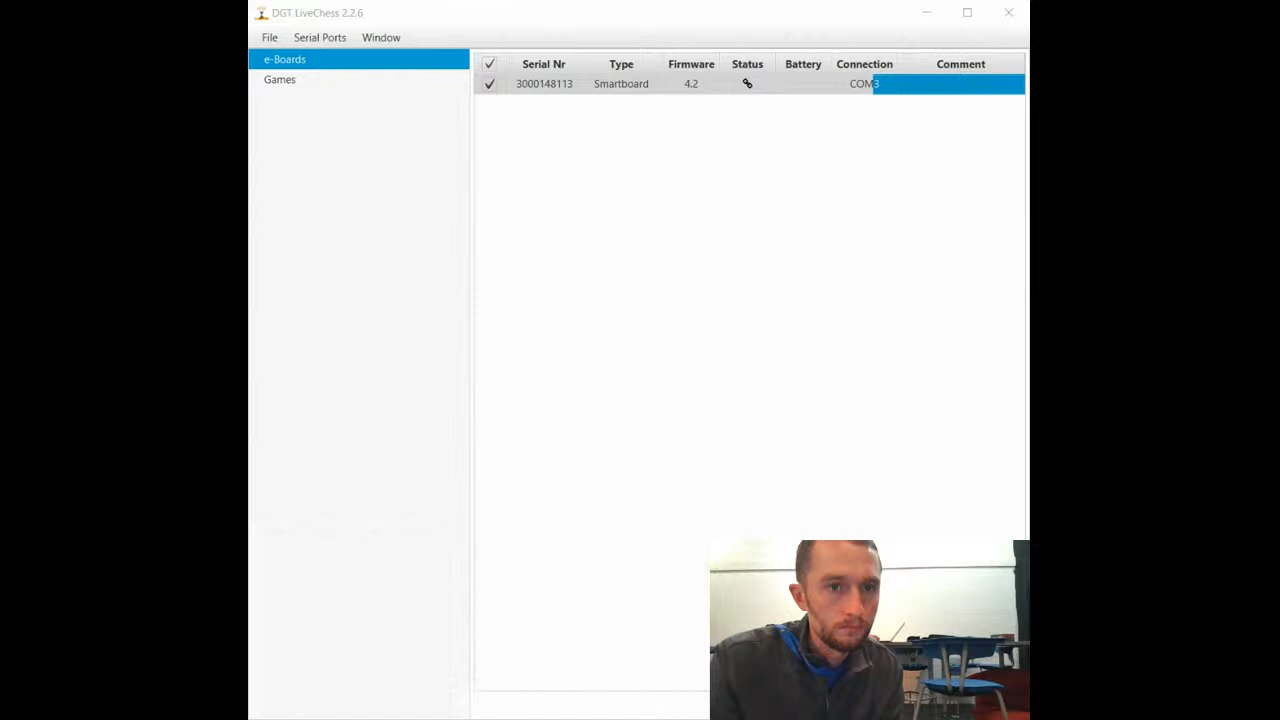 DGT LiveChess 2.2.6
File Serial Ports Window
e-Boards
Games
Serial Nr Type Firmware Status Battery Connection Comment
3000148113 Smartboard 4.2 COM3